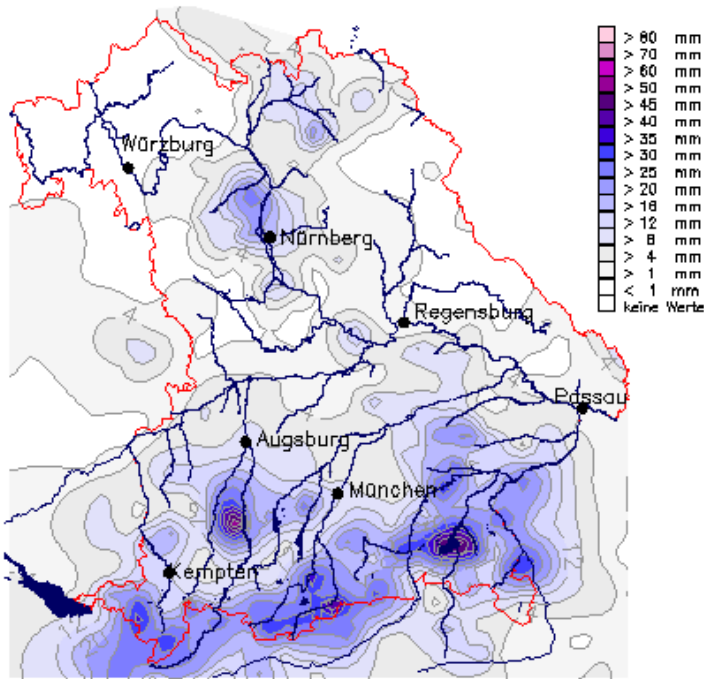 > 80 mm
> 70 mm
> 60 mm
> 50 mm
> 45 mm
> 40 mm
> 35 mm
> 30 mm
> 25 mm
> 20 mm
> 16 mm
> 12 mm
> 8 mm
> 4 mm
> 1 mm
< 1 mm
keine Werte
Würzburg
Nürnberg
Regensburg
Passau
Augsburg
München
Kempten